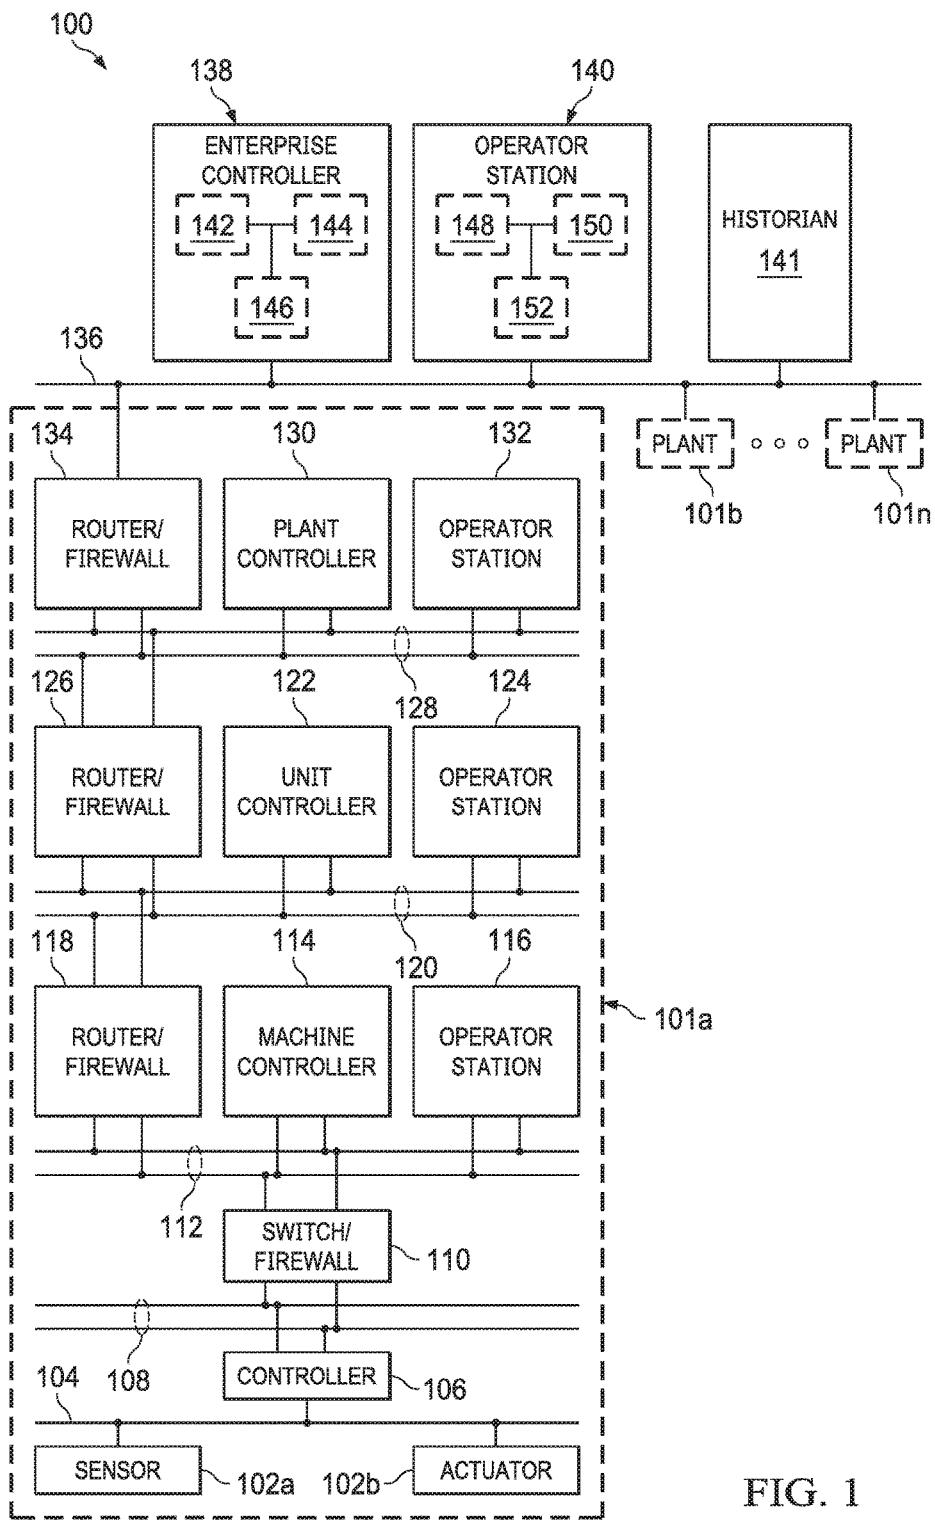 100
138
140
ENTERPRISE
CONTROLLER
142
144
146
OPERATOR
STATION
148
150
152
HISTORIAN
141
136
PLANT
PLANT
101b
101n
134
130
132
ROUTER/
FIREWALL
PLANT
CONTROLLER
OPERATOR
STATION
128
126
122
124
ROUTER/
FIREWALL
UNIT
CONTROLLER
OPERATOR
STATION
120
118
114
116
ROUTER/
FIREWALL
MACHINE
CONTROLLER
OPERATOR
STATION
101a
112
SWITCH/
FIREWALL
110
108
CONTROLLER
106
104
SENSOR
102a
102b
ACTUATOR
FIG. 1